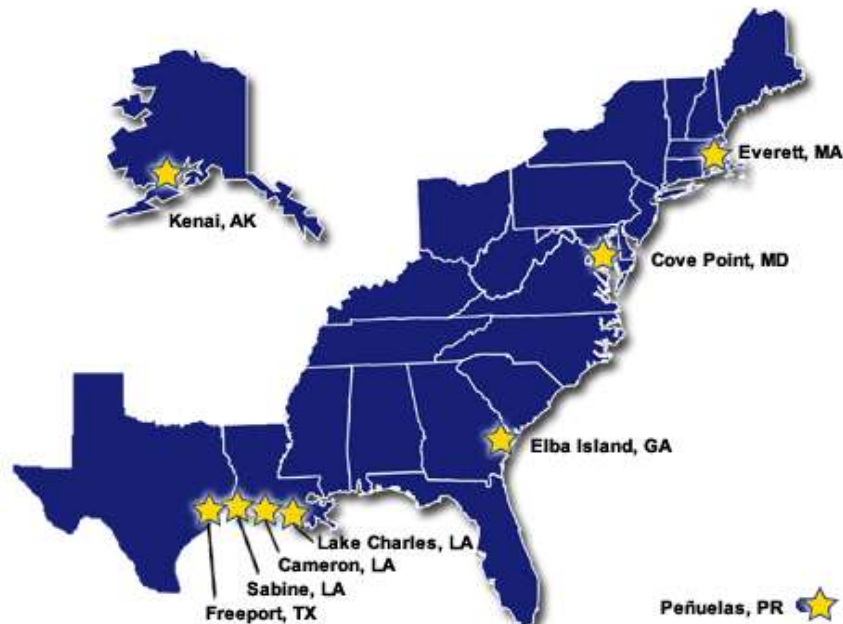 Everett, MA
Kenai, AK
Cove Point, MD
Elba Island, GA
Lake Charles, LA
Cameron, LA
Sabine, LA
Freeport, TX
Peñuelas, PR